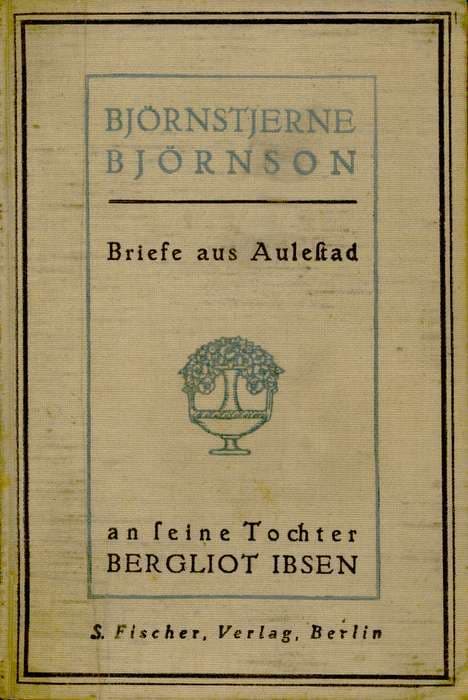 BJÖRNSTJERNE
BJÖRNSON
Briefe aus Auleſtad
an ſeine Tochter
BERGLIOT IBSEN
S. Fischer, Verlag, Berlin